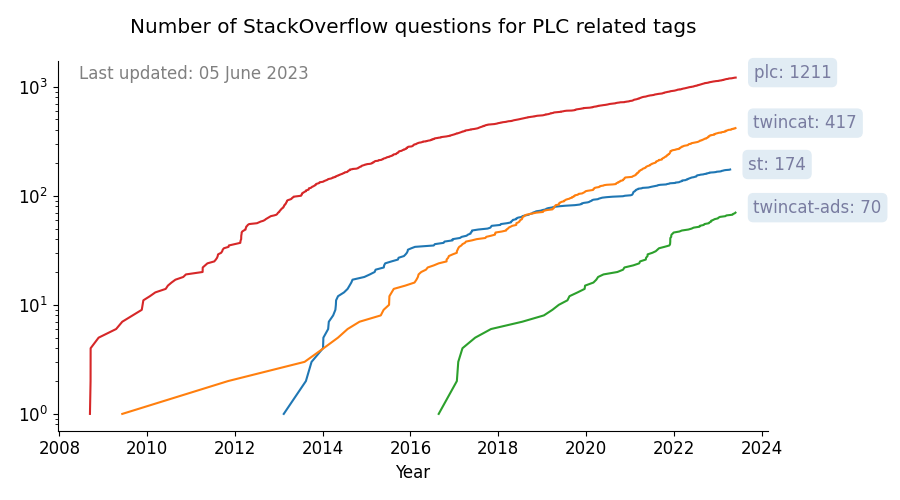 Number of StackOverflow questions for PLC related tags
Last updated: 05 June 2023
plc: 1211
twincat: 417
st: 174
twincat-ads: 70
10³
10²
10¹
10⁰
2008 2010 2012 2014 2016 2018 2020 2022 2024
Year